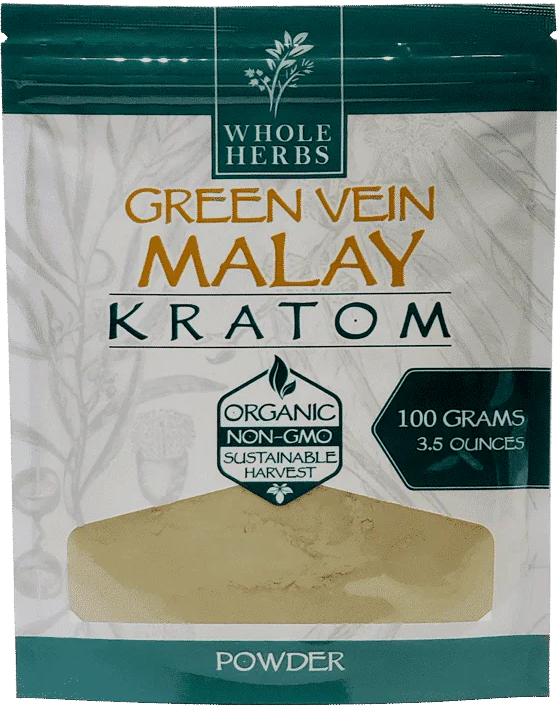 WHOLE
HERBS
GREEN VEIN
MALAY
KRATOM
ORGANIC
NON-GMO
SUSTAINABLE
HARVEST
100 GRAMS
3.5 OUNCES
POWDER